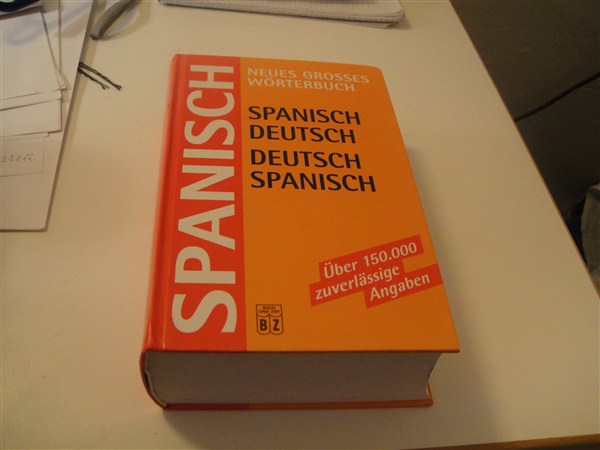 SPANISCH
NEUES GROSSES
WÖRTERBUCH
SPANISCH
DEUTSCH
DEUTSCH
SPANISCH
Über 150.000
zuverlässige
Angaben
BZ